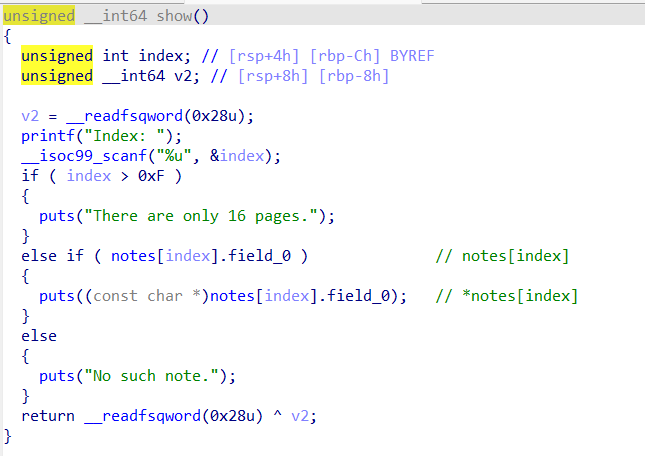 unsigned __int64 show()
{
  unsigned int index; // [rsp+4h] [rbp-Ch] BYREF
  unsigned __int64 v2; // [rsp+8h] [rbp-8h]

  v2 = __readfsqword(0x28u);
  printf("Index: ");
  __isoc99_scanf("%u", &index);
  if ( index > 0xF )
  {
    puts("There are only 16 pages.");
  }
  else if ( notes[index].field_0 )              // notes[index]
  {
    puts((const char *)notes[index].field_0);   // *notes[index]
  }
  else
  {
    puts("No such note.");
  }
  return __readfsqword(0x28u) ^ v2;
}